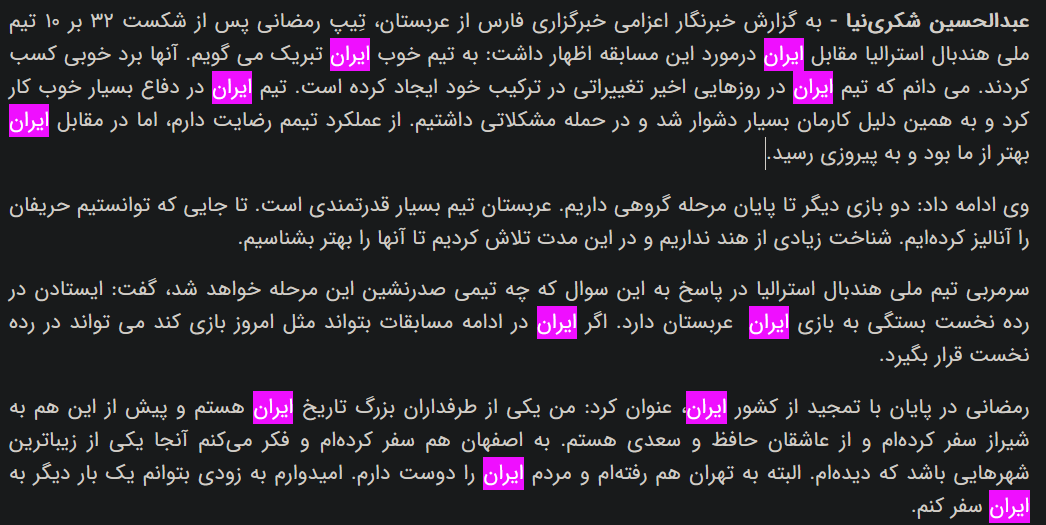 عبدالحسین شکری‌نیا - به گزارش خبرنگار اعزامی خبرگزاری فارس از عربستان، تِیپ رمضانی پس از شکست ۳۲ بر ۱۰ تیم
ملی هندبال استرالیا مقابل ایران درمورد این مسابقه اظهار داشت: به تیم خوب ایران تبریک می گویم. آنها برد خوبی کسب
کردند. می دانم که تیم ایران در روزهایی اخیر تغییراتی در ترکیب خود ایجاد کرده است. تیم ایران در دفاع بسیار خوب کار
کرد و به همین دلیل کارمان بسیار دشوار شد و در حمله مشکلاتی داشتیم. از عملکرد تیمم رضایت دارم، اما در مقابل ایران
بهتر از ما بود و به پیروزی رسید.
وی ادامه داد: دو بازی دیگر تا پایان مرحله گروهی داریم. عربستان تیم بسیار قدرتمندی است. تا جایی که توانستیم حریفان
را آنالیز کرده‌ایم. شناخت زیادی از هند نداریم و در این مدت تلاش کردیم تا آنها را بهتر بشناسیم.
سرمربی تیم ملی هندبال استرالیا در پاسخ به این سوال که چه تیمی صدرنشین این مرحله خواهد شد، گفت: ایستادن در
رده نخست بستگی به بازی ایران عربستان دارد. اگر ایران در ادامه مسابقات بتواند مثل امروز بازی کند می تواند در رده
نخست قرار بگیرد.
رمضانی در پایان با تمجید از کشور ایران، عنوان کرد: من یکی از طرفداران بزرگ تاریخ ایران هستم و پیش از این هم به
شیراز سفر کرده‌ام و از عاشقان حافظ و سعدی هستم. به اصفهان هم سفر کرده‌ام و فکر می‌کنم آنجا یکی از زیباترین
شهرهایی باشد که دیده‌ام. البته به تهران هم رفته‌ام و مردم ایران را دوست دارم. امیدوارم به زودی بتوانم یک بار دیگر به
ایران سفر کنم.